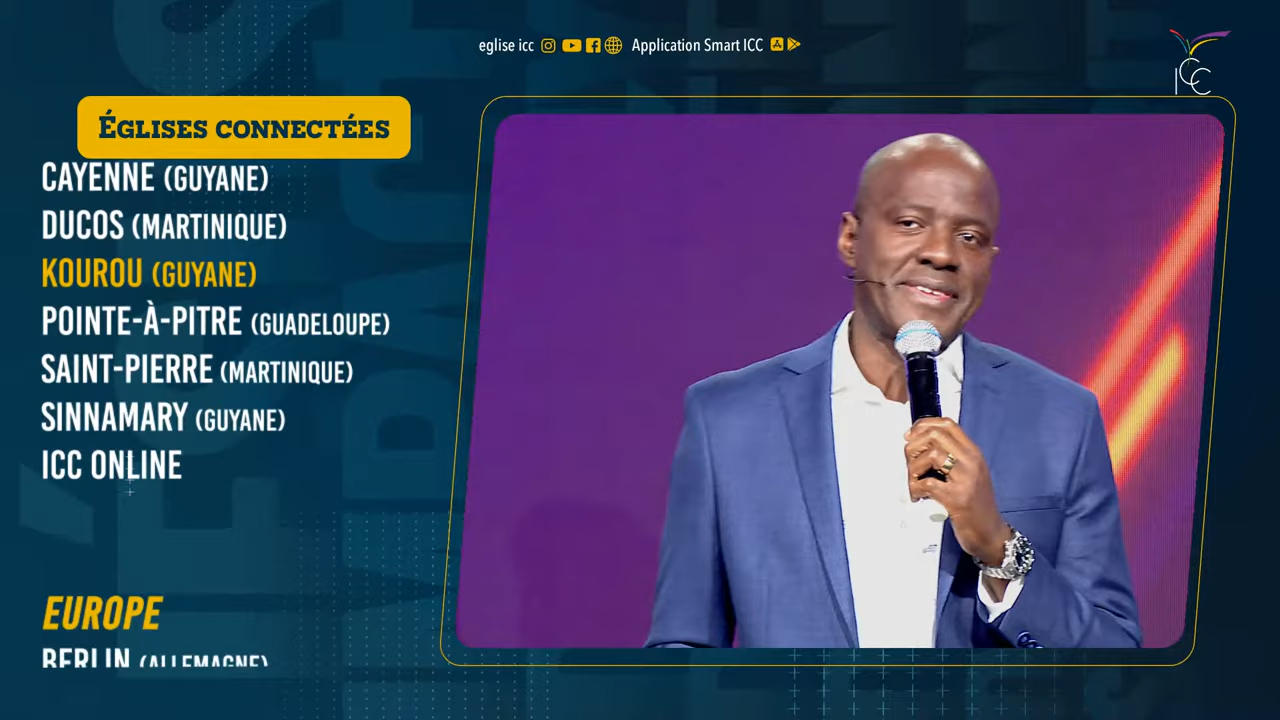 eglise icc Application Smart ICC
ICC
ÉGLISES CONNECTÉES
CAYENNE (GUYANE)
DUCOS (MARTINIQUE)
KOUROU (GUYANE)
POINTE-À-PITRE (GUADELOUPE)
SAINT-PIERRE (MARTINIQUE)
SINNAMARY (GUYANE)
ICC ONLINE
EUROPE
BERLIN (ALLEMAGNE)